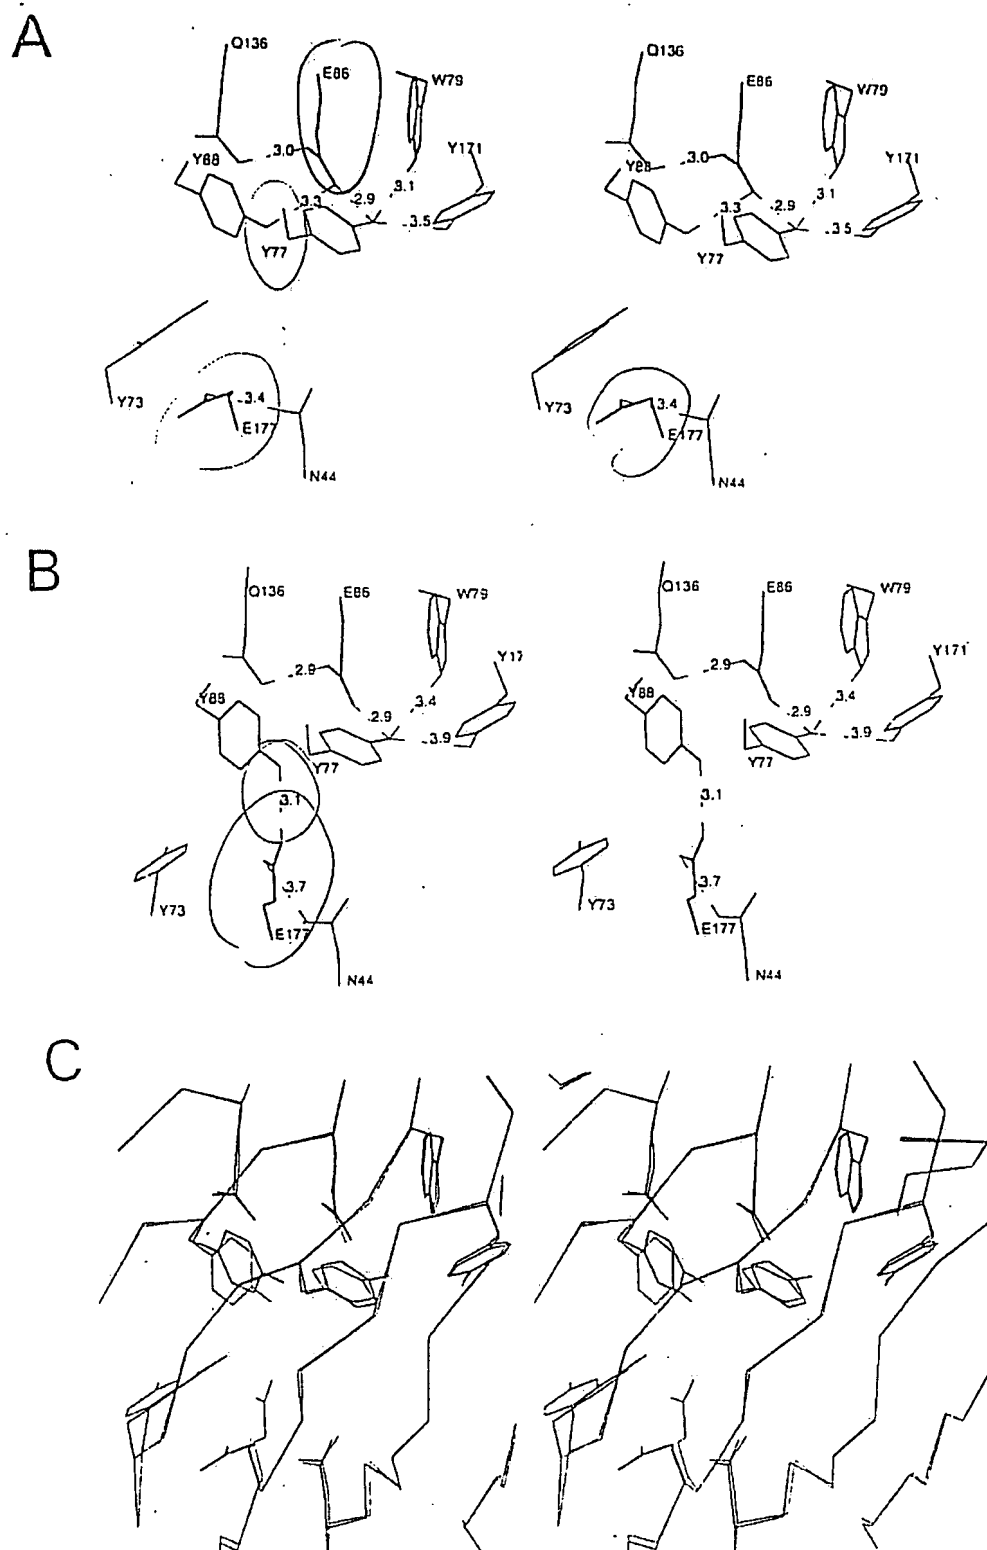 A
Q136 E86 W79 Q136 E86 W79
Y88 3.0 Y171 Y88 3.0 Y171
3.3 2.9 3.1 3.3 2.9 3.1
3.5 3.5
Y77 Y77
Y73 3.4 E177 Y73 3.4 E177
N44 N44
B
Q136 E86 W79 Q136 E86 W79
2.9 Y17 2.9 Y171
Y88 2.9 3.4 Y88 2.9 3.4
3.9 3.9
Y77 Y77
3.1 3.1
3.7 3.7
Y73 E177 Y73 E177
N44 N44
C